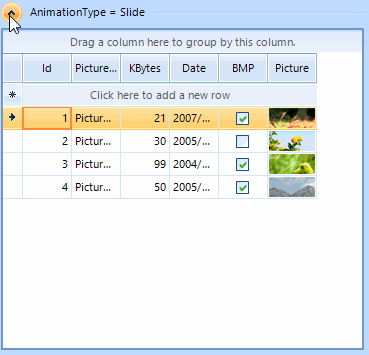 AnimationType = Slide
Drag a column here to group by this column.
Id Picture... KBytes Date BMP Picture
Click here to add a new row
1 Pictur... 21 2007/...
2 Pictur... 30 2005/...
3 Pictur... 99 2004/...
4 Pictur... 50 2005/...